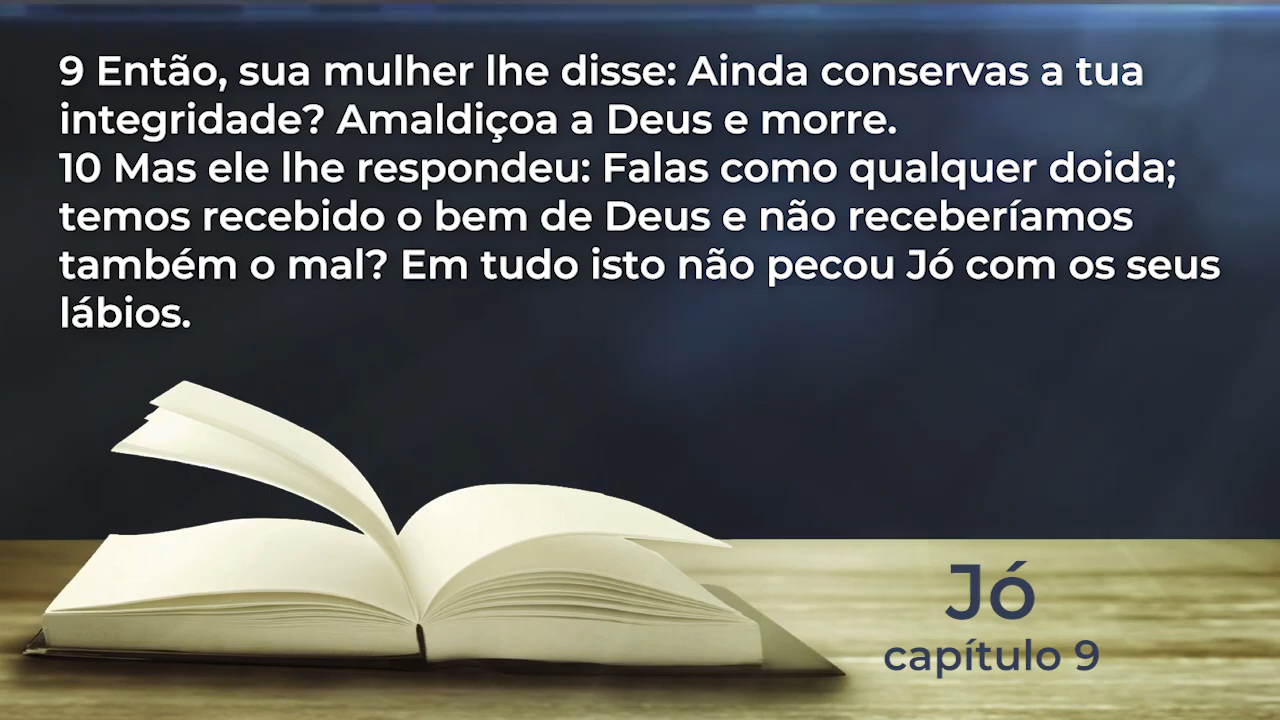 9 Então, sua mulher lhe disse: Ainda conservas a tua
integridade? Amaldiçoa a Deus e morre.
10 Mas ele lhe respondeu: Falas como qualquer doida;
temos recebido o bem de Deus e não receberíamos
também o mal? Em tudo isto não pecou Jó com os seus
lábios.
Jó
capítulo 9